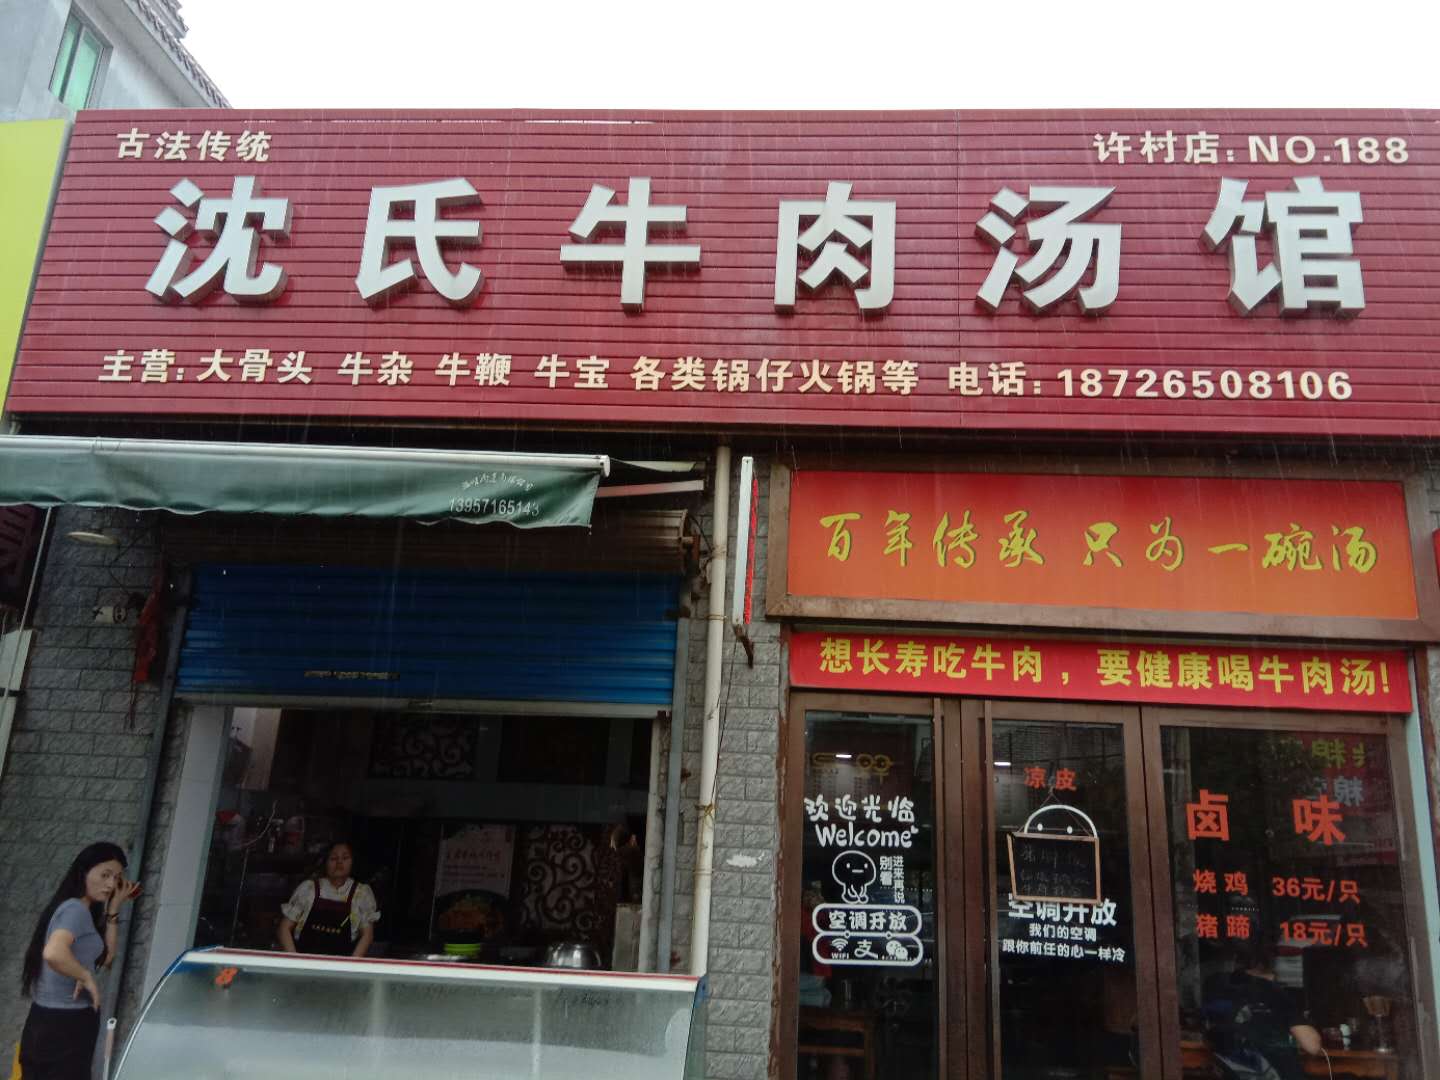 古法传统
许村店:NO.188
沈氏牛肉汤馆
主营:大骨头 牛杂 牛鞭 牛宝 各类锅仔火锅等 电话:18726508106
13957165143
百年传承 只为一碗汤
想长寿吃牛肉，要健康喝牛肉汤!
欢迎光临
Welcome
别看
进来再说
空调开放
WIFI 支
凉皮
空调开放
我们的空调
跟你前任的心一样冷
卤味
烧鸡 36元/只
猪蹄 18元/只